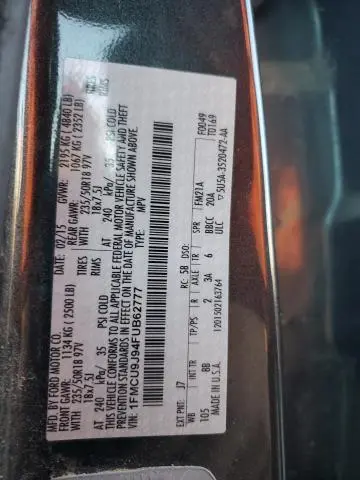 MFD. BY FORD MOTOR CO.
DATE: 02/15 GVWR: 2195 KG ( 4840 LB)
FRONT GAWR: 1134 KG ( 2500 LB) REAR GAWR: 1067 KG ( 2352 LB)
WITH 235/50R18 97V TIRES WITH 235/50R18 97V
18x7.5J RIMS 18x7.5J
AT 240 kPa/ 35 PSI COLD AT 240 kPa/ 35 PSI COLD
THIS VEHICLE CONFORMS TO ALL APPLICABLE FEDERAL MOTOR VEHICLE SAFETY AND THEFT
PREVENTION STANDARDS IN EFFECT ON THE DATE OF MANUFACTURE SHOWN ABOVE.
VIN: 1FMCU9J94FUB62777
TYPE: MPV
F0049
T0169
EXT PNT: J7 RC: 58 DSO:
WB INT TR TP/PS R AXLE TR SPR
105 BB 2 3A 6 BBCC
MADE IN U.S.A.
1201502163764
5U5A-3520472-AA